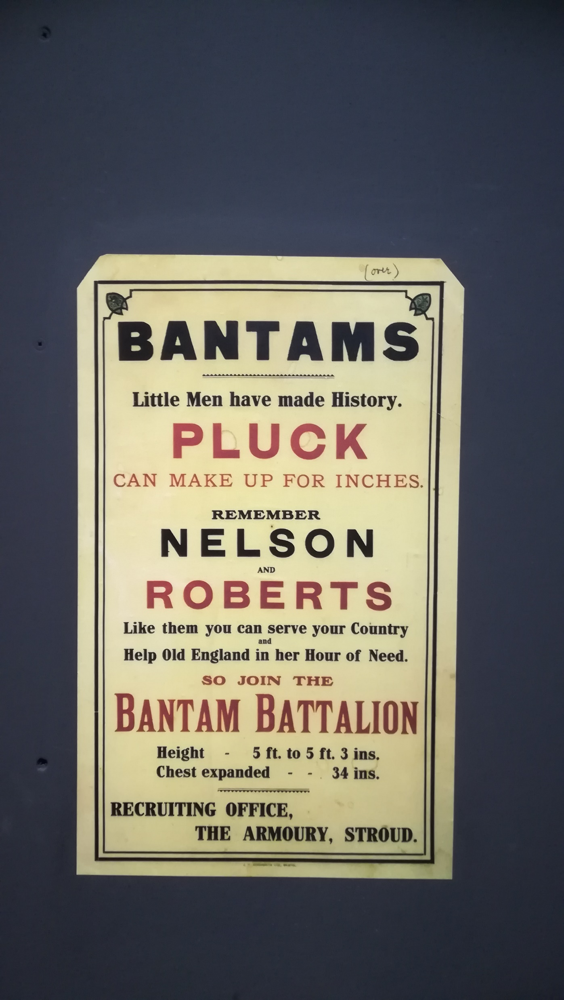 (over)
BANTAMS
Little Men have made History.
PLUCK
CAN MAKE UP FOR INCHES.
REMEMBER
NELSON
AND
ROBERTS
Like them you can serve your Country
and
Help Old England in her Hour of Need.
SO JOIN THE
BANTAM BATTALION
Height - 5 ft. to 5 ft. 3 ins.
Chest expanded - - 34 ins.
RECRUITING OFFICE,
THE ARMOURY, STROUD.